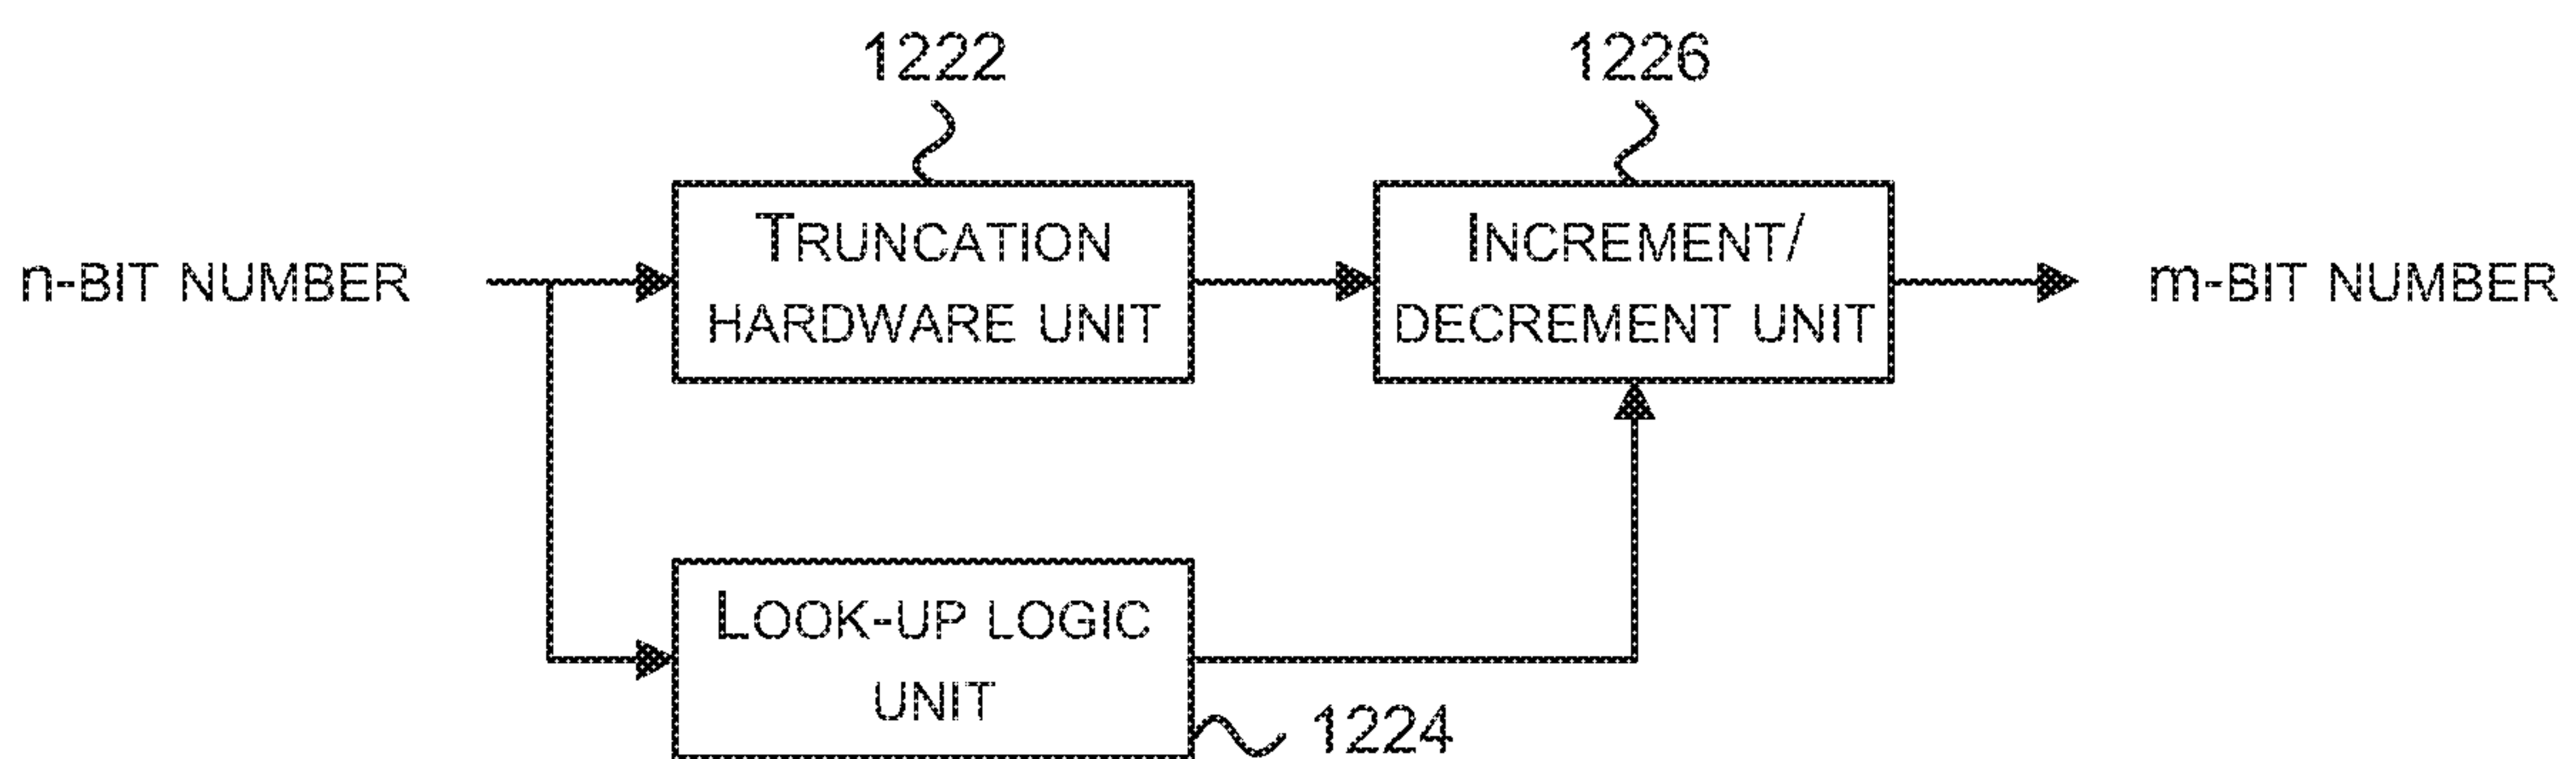 1222
1226
n-BIT NUMBER
TRUNCATION
HARDWARE UNIT
INCREMENT/
DECREMENT UNIT
m-BIT NUMBER
LOOK-UP LOGIC
UNIT
1224